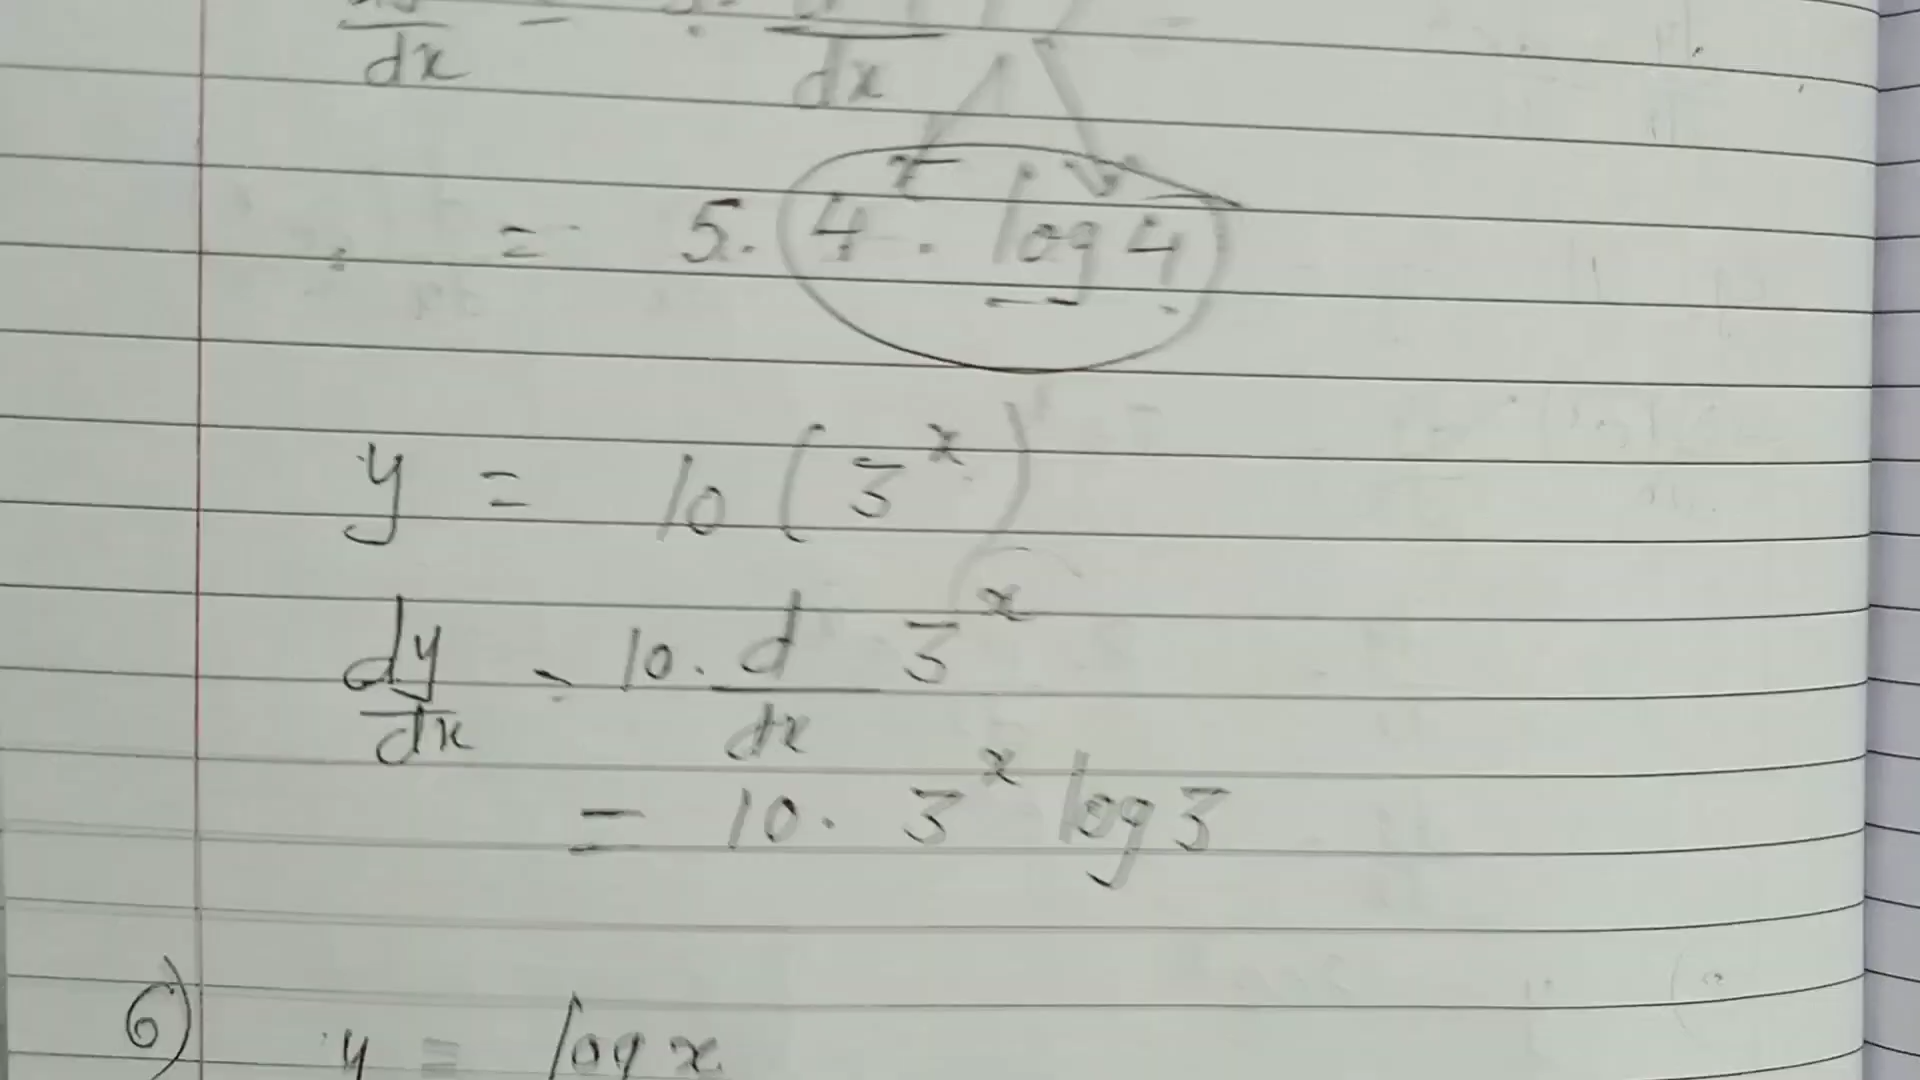 dx dx
= 5. 4^x . log 4
y = 10 (3^x)
dy/dx = 10. d/dx 3^x
= 10. 3^x log 3
6) y = log x